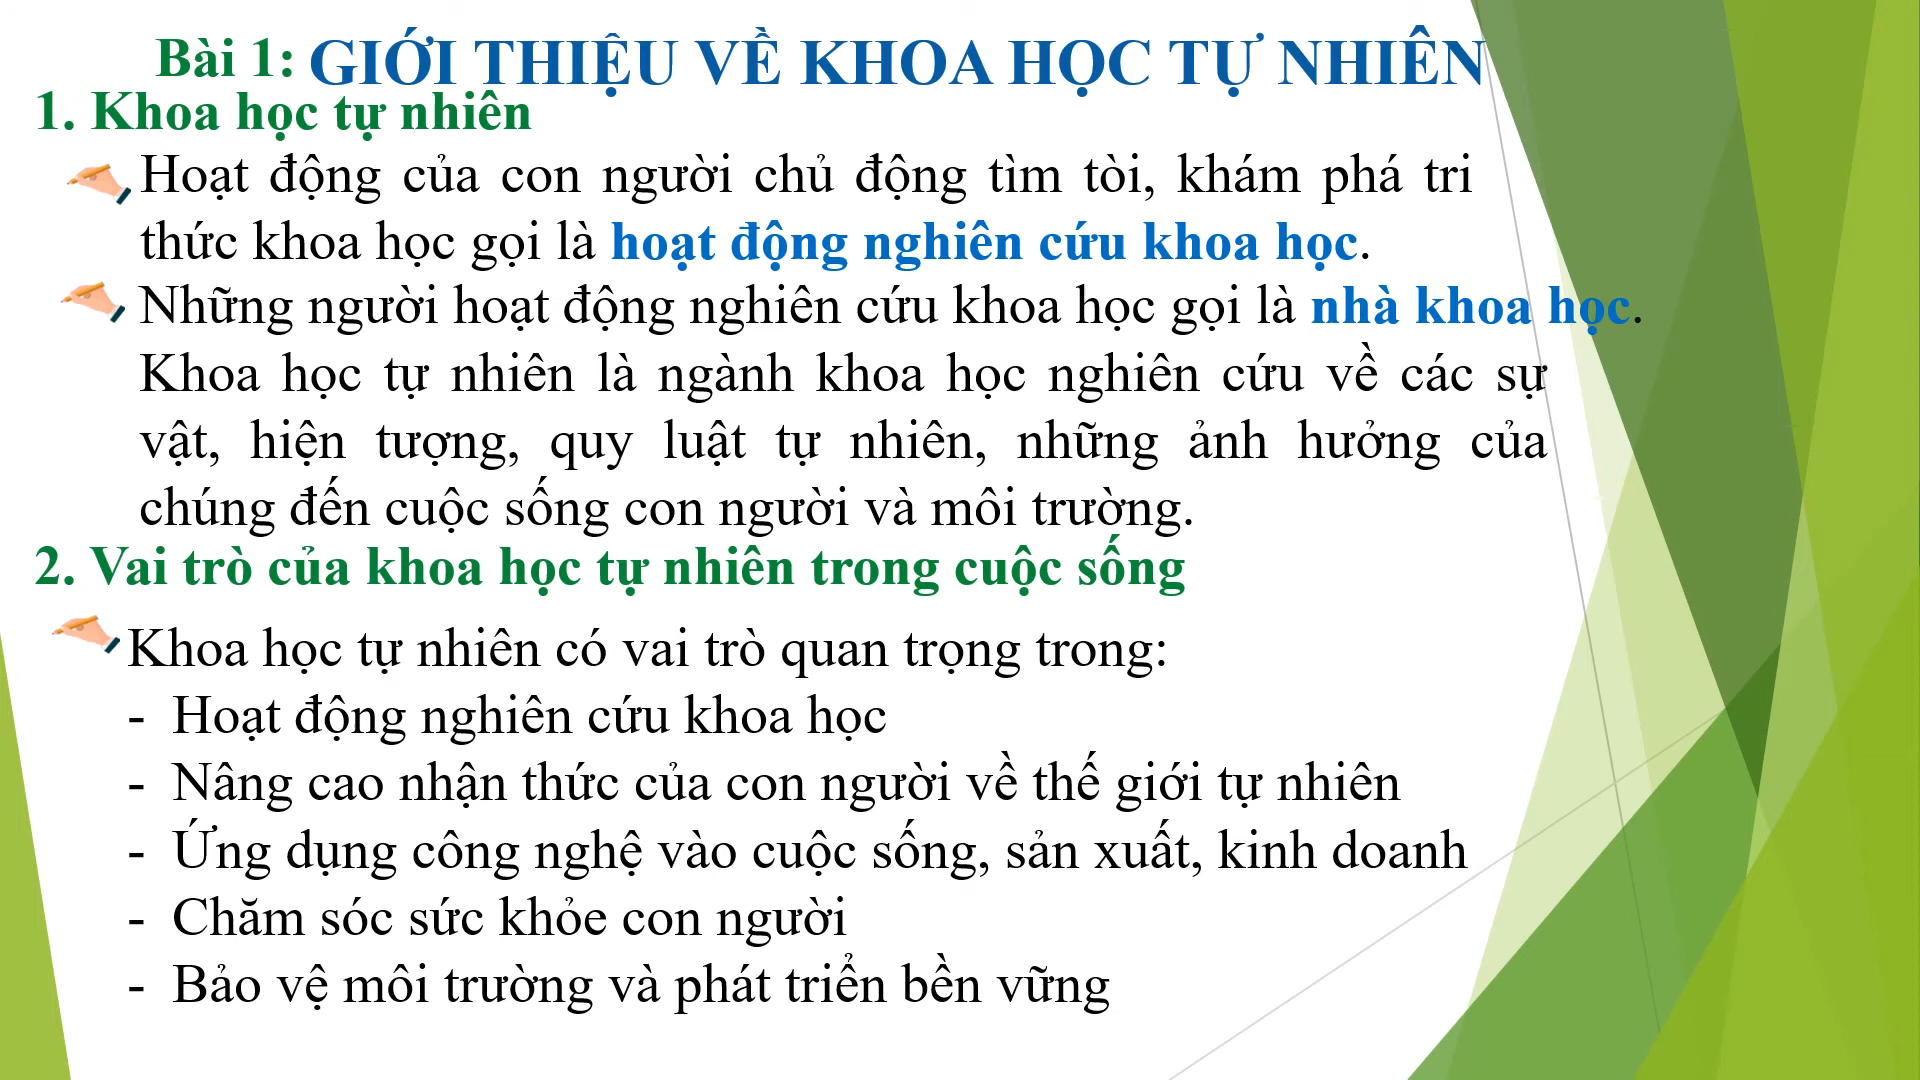 Bài 1: GIỚI THIỆU VỀ KHOA HỌC TỰ NHIÊN
1. Khoa học tự nhiên
Hoạt động của con người chủ động tìm tòi, khám phá tri
thức khoa học gọi là hoạt động nghiên cứu khoa học.
Những người hoạt động nghiên cứu khoa học gọi là nhà khoa học.
Khoa học tự nhiên là ngành khoa học nghiên cứu về các sự
vật, hiện tượng, quy luật tự nhiên, những ảnh hưởng của
chúng đến cuộc sống con người và môi trường.
2. Vai trò của khoa học tự nhiên trong cuộc sống
Khoa học tự nhiên có vai trò quan trọng trong:
- Hoạt động nghiên cứu khoa học
- Nâng cao nhận thức của con người về thế giới tự nhiên
- Ứng dụng công nghệ vào cuộc sống, sản xuất, kinh doanh
- Chăm sóc sức khỏe con người
- Bảo vệ môi trường và phát triển bền vững